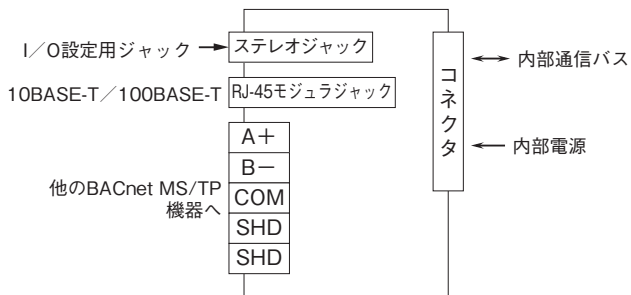 I／O設定用ジャック
ステレオジャック
10BASE-T／100BASE-T
RJ-45モジュラジャック
A＋
B－
COM
SHD
SHD
他のBACnet MS/TP
機器へ
コネクタ
内部通信バス
内部電源